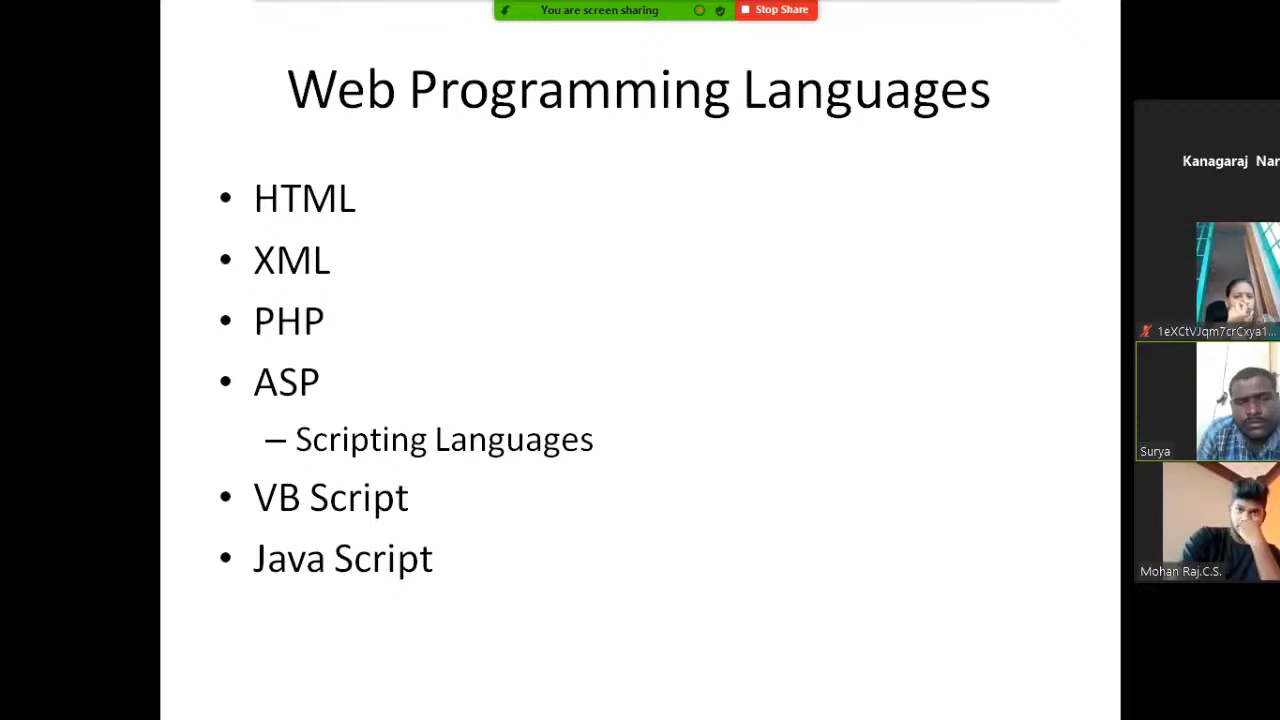 You are screen sharing
Stop Share
Web Programming Languages
• HTML
• XML
• PHP
• ASP
– Scripting Languages
• VB Script
• Java Script
Kanagaraj Nar
1eXCtVJqm7crCxya1...
Surya
Mohan Raj.C.S.